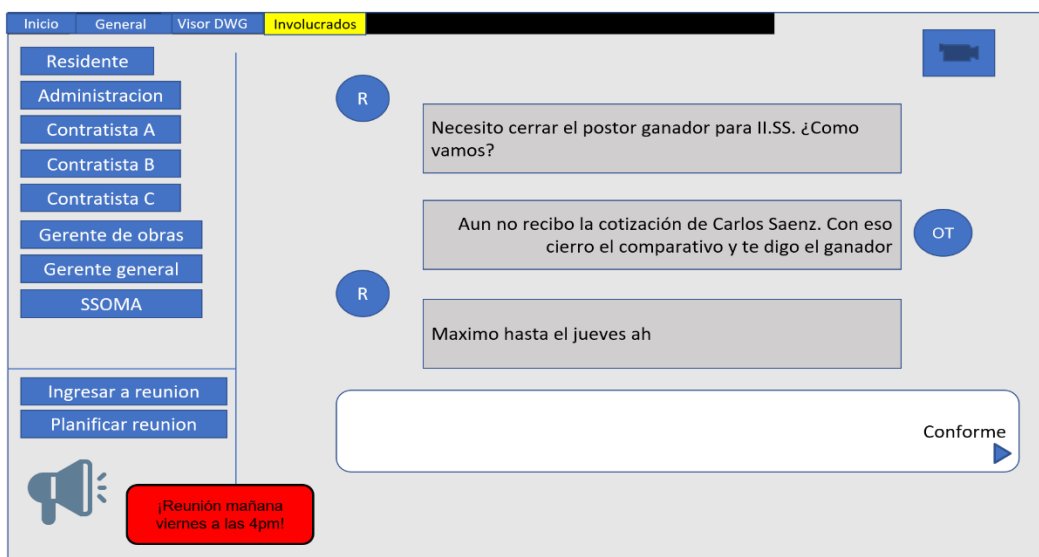 Inicio General Visor DWG Involucrados
Residente
Administracion
Contratista A
Contratista B
Contratista C
Gerente de obras
Gerente general
SSOMA
Ingresar a reunion
Planificar reunion
¡Reunión mañana
viernes a las 4pm!
R
Necesito cerrar el postor ganador para II.SS. ¿Como
vamos?
Aun no recibo la cotización de Carlos Saenz. Con eso
cierro el comparativo y te digo el ganador
OT
R
Maximo hasta el jueves ah
Conforme